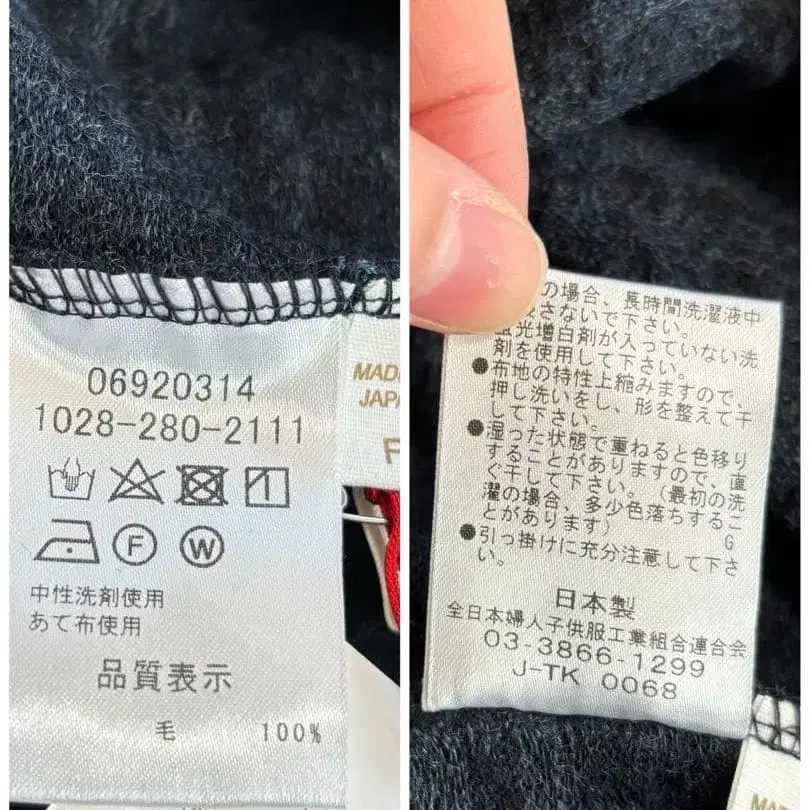 06920314
1028-280-2111
MADE
JAPA
F
F
W
中性洗剤使用
あて布使用
品質表示
毛 100%
の場合、長時間洗濯液中
さないで下さい。
光増白剤が入っていない洗
剤を使用して下さい。
●布地の特性上縮みますので、
押し洗いをし、形を整えて干
して下さい。
●湿った状態で重ねると色移り
することがありますので、直
ぐ干して下さい。(最初の洗
濯の場合、多少色落ちするこ
とがあります) G
●引っ掛けに充分注意して下さ
い。
日本製
全日本婦人子供服工業組合連合会
03-3866 1299
J-TK 0068